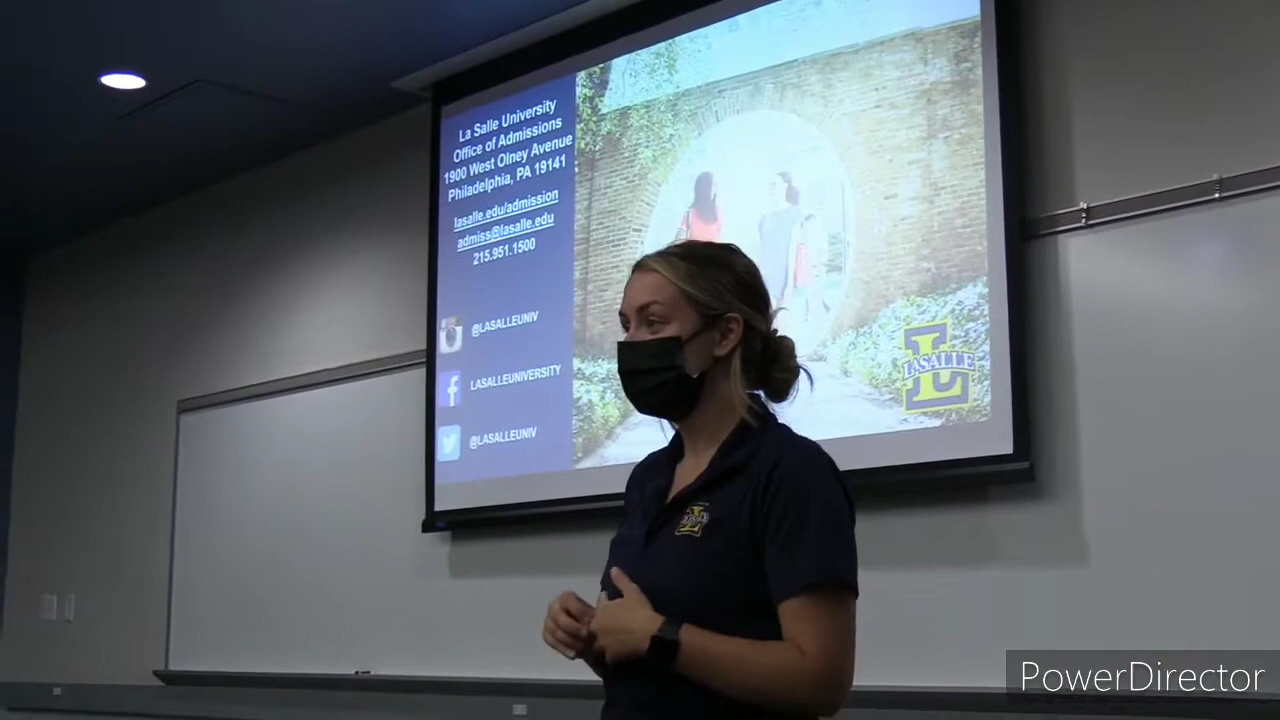 La Salle University
Office of Admissions
1900 West Olney Avenue
Philadelphia, PA 19141
lasalle.edu/admission
admiss@lasalle.edu
215.951.1500
@LASALLEUNIV
LASALLEUNIVERSITY
@LASALLEUNIV
L
LASALLE
L
LASALLE
PowerDirector